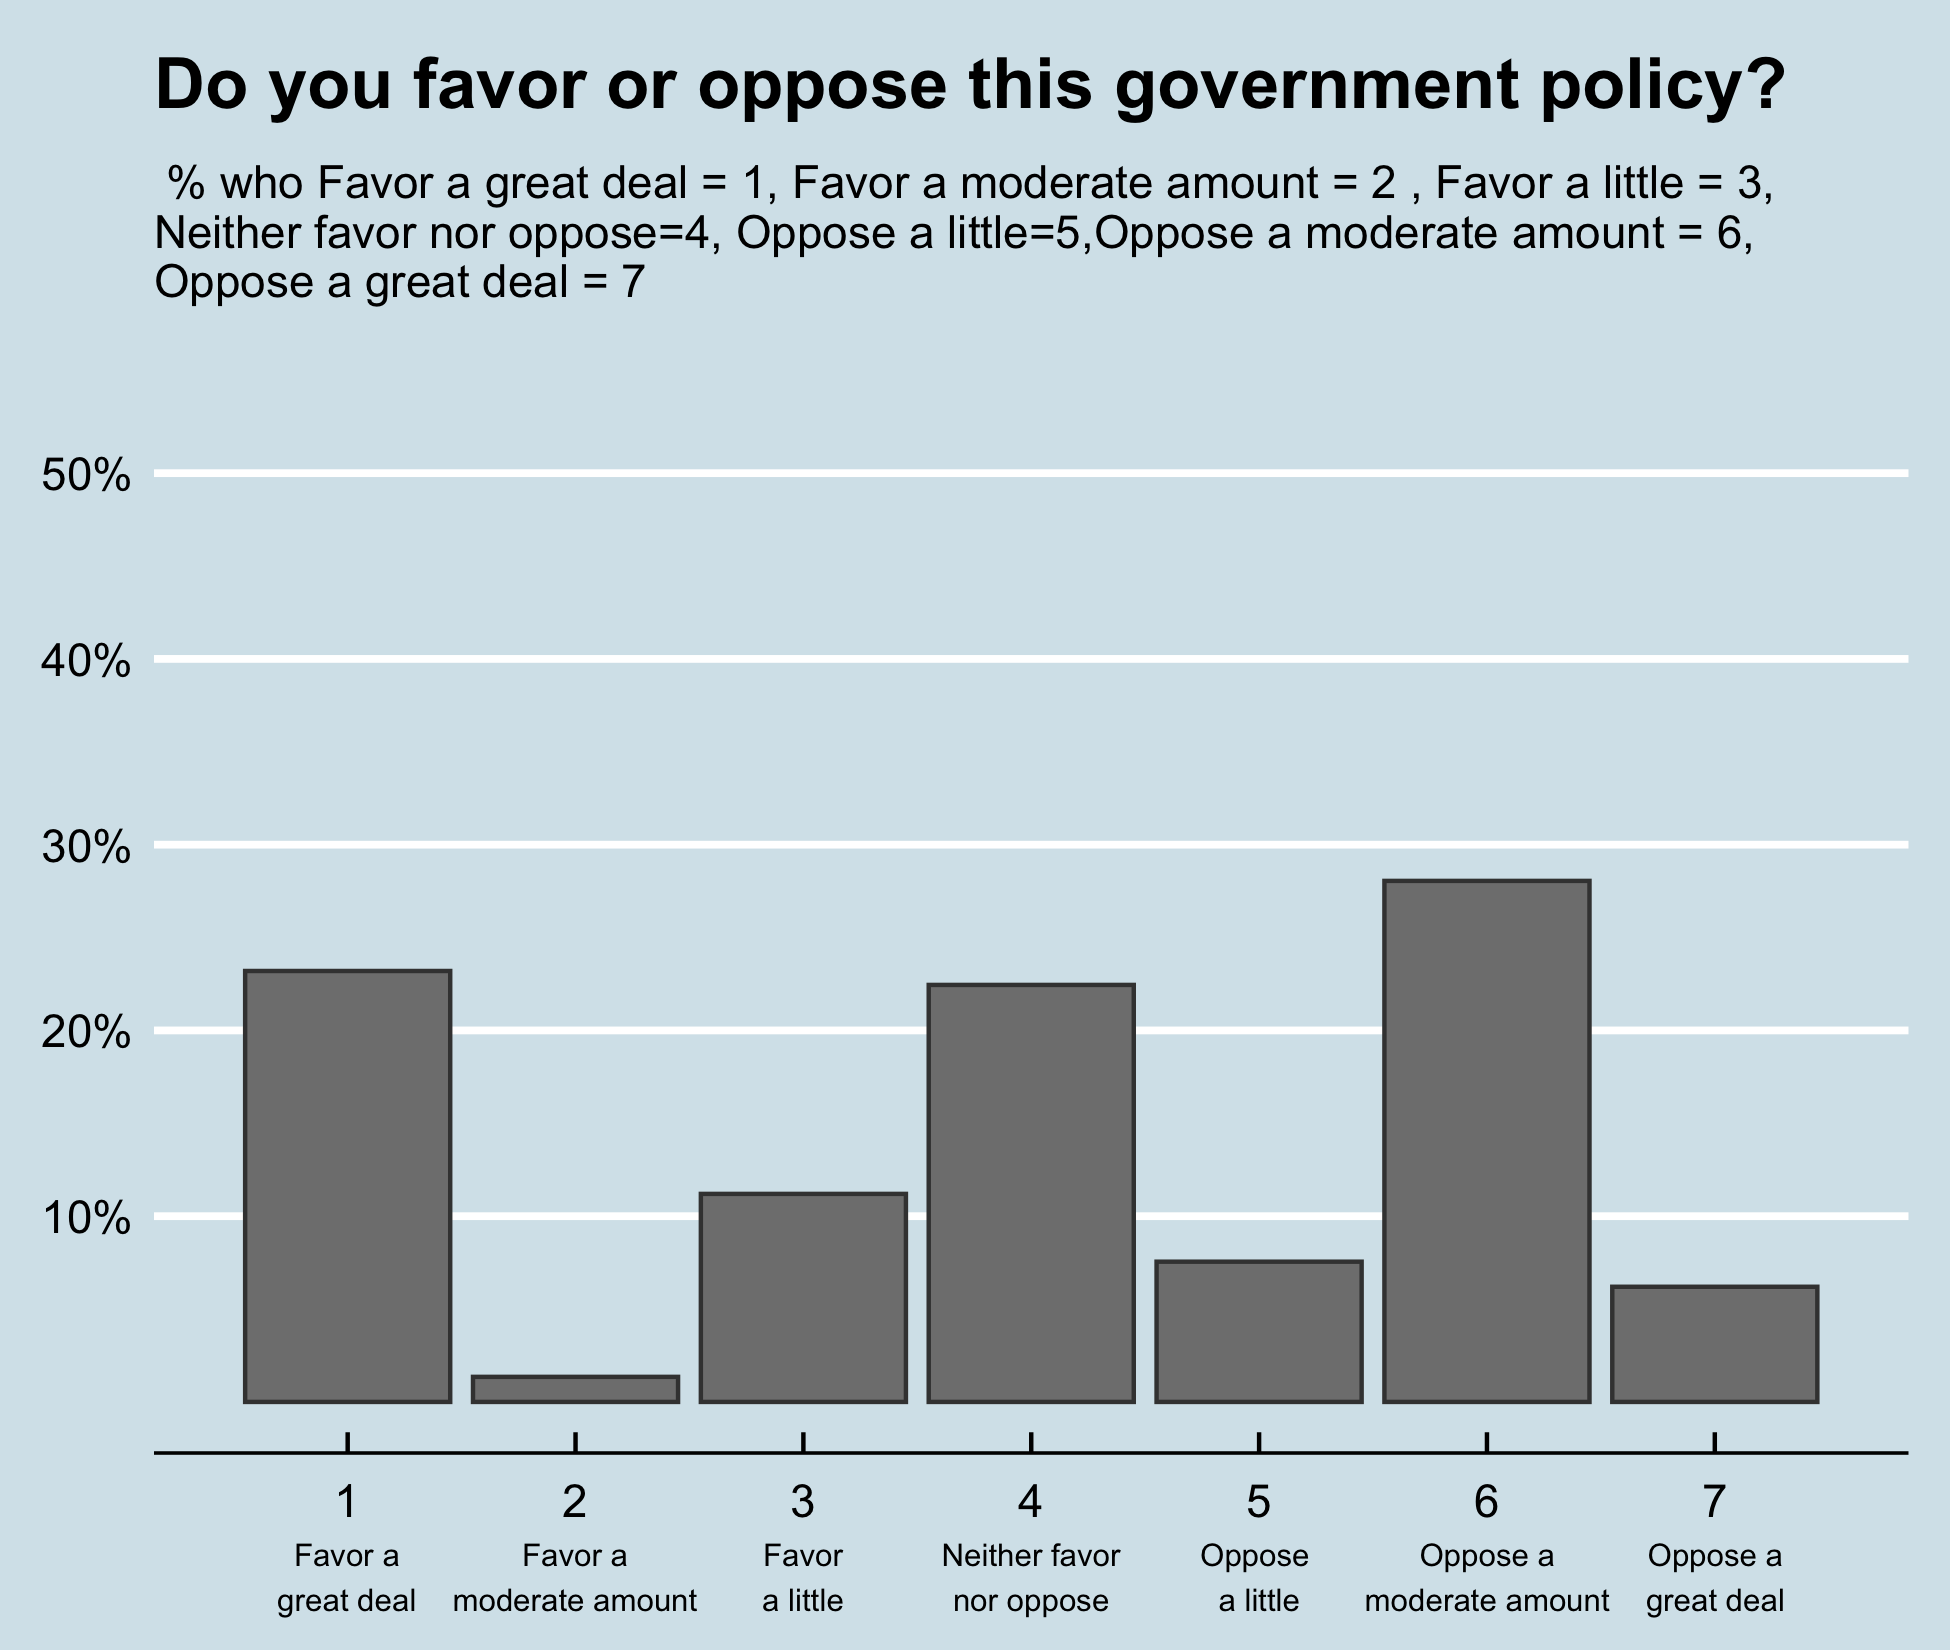 Do you favor or oppose this government policy?
% who Favor a great deal = 1, Favor a moderate amount = 2 , Favor a little = 3,
Neither favor nor oppose=4, Oppose a little=5,Oppose a moderate amount = 6,
Oppose a great deal = 7
50%
40%
30%
20%
10%
1 2 3 4 5 6 7
Favor a Favor a Favor Neither favor Oppose Oppose a Oppose a
great deal moderate amount a little nor oppose a little moderate amount great deal